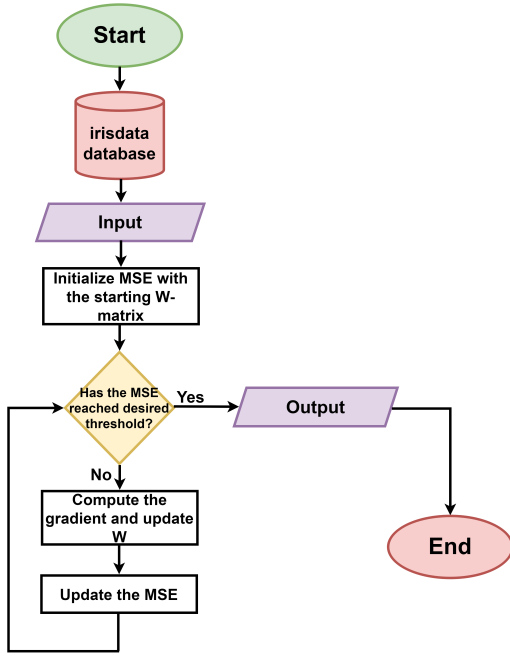 Start
irisdata
database
Input
Initialize MSE with
the starting W-
matrix
Has the MSE
reached desired
threshold?
Yes
Output
No
Compute the
gradient and update
W
Update the MSE
End